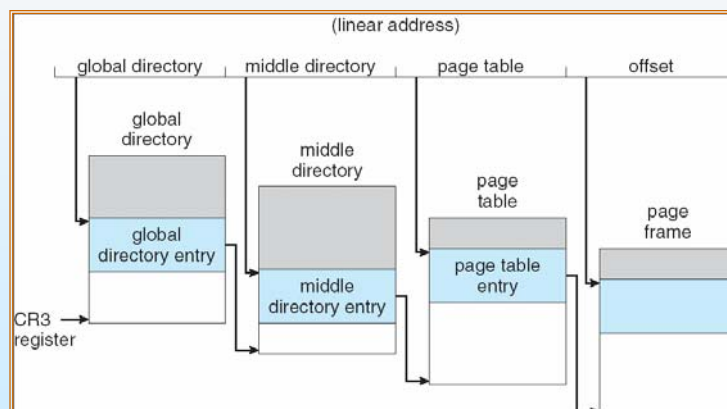 (linear address)
global directory
middle directory
page table
offset
global
directory
middle
directory
page
table
page
frame
global
directory entry
middle
directory entry
page table
entry
CR3
register